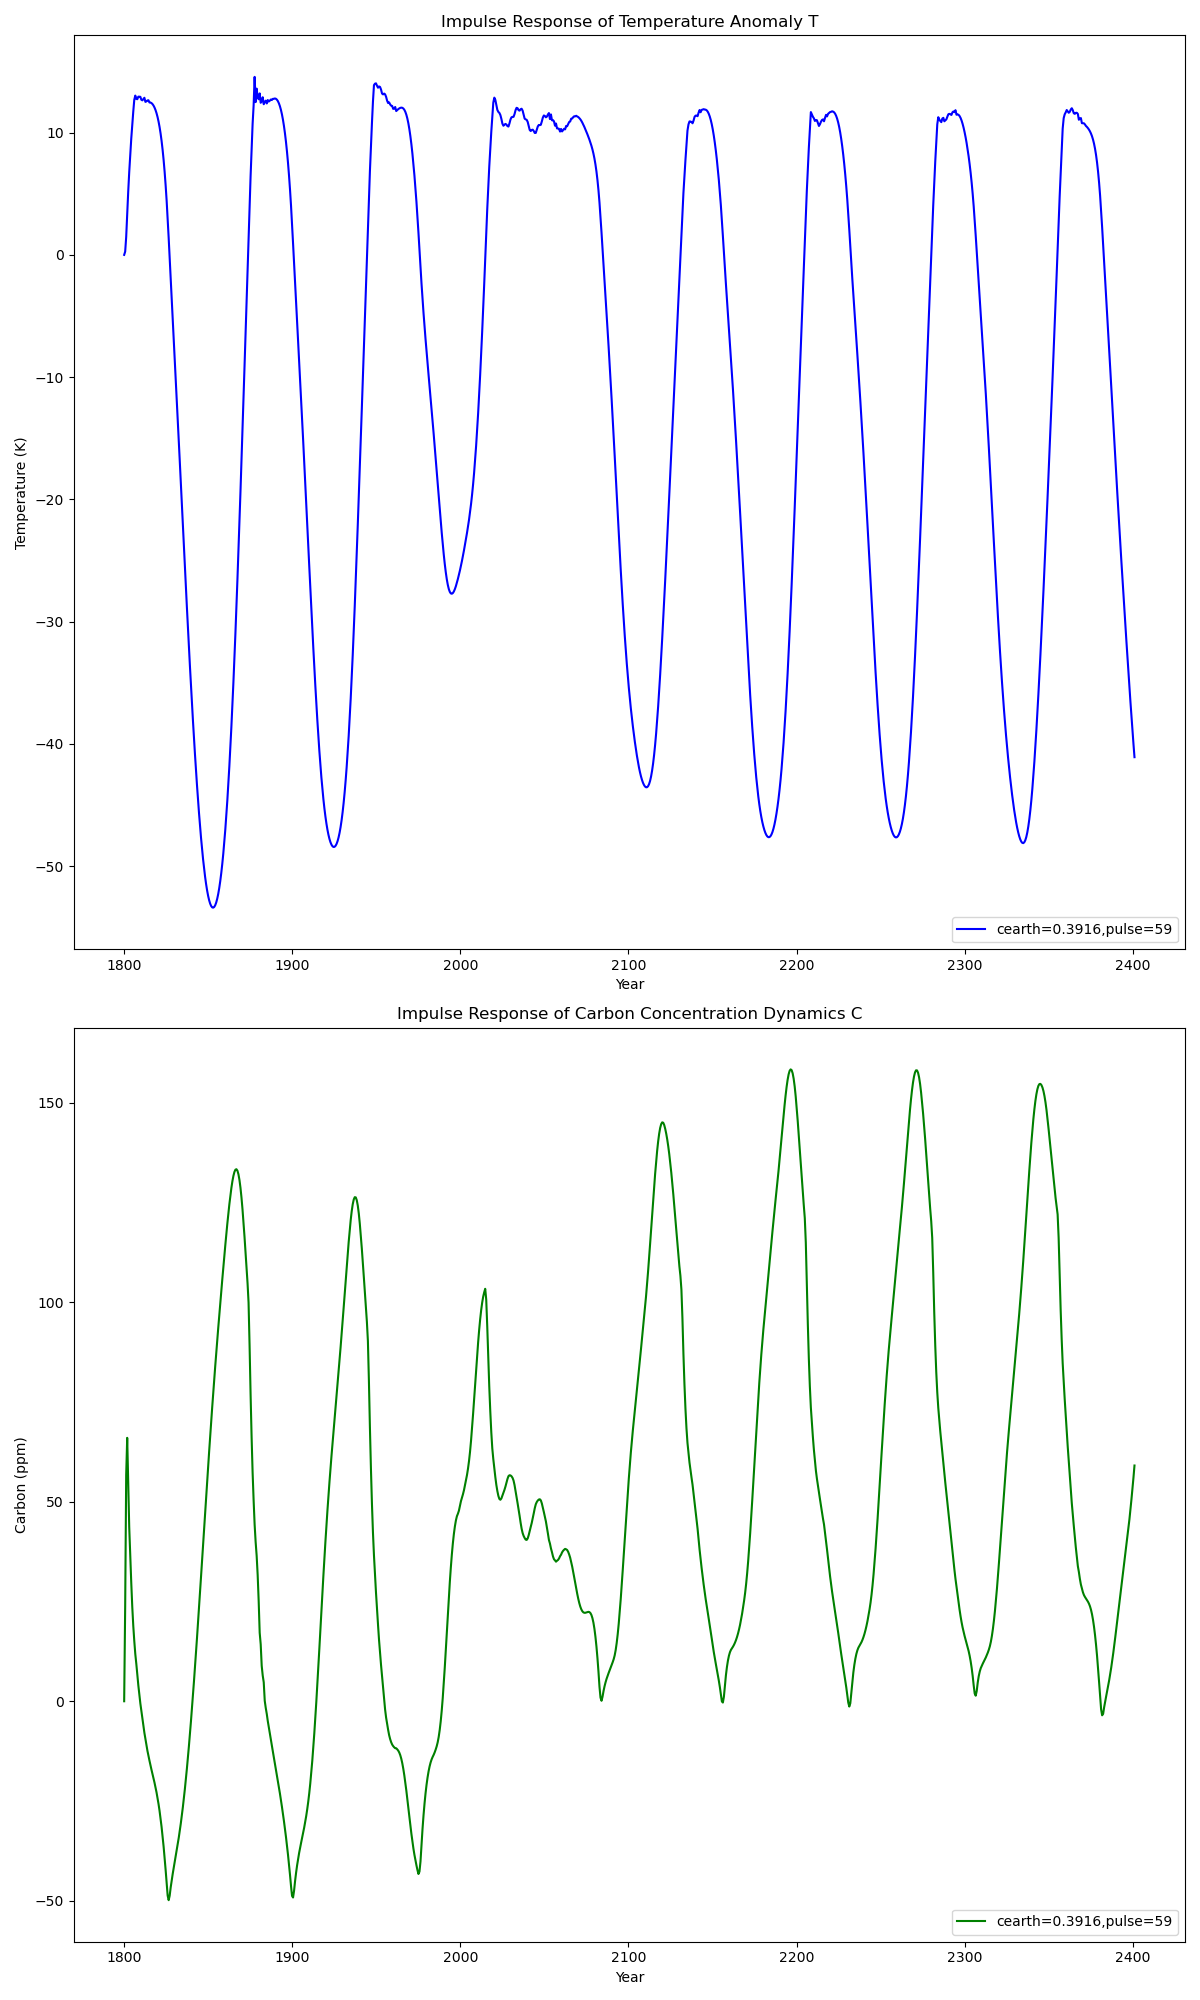 Impulse Response of Temperature Anomaly T
10
0
−10
−20
−30
−40
−50
Temperature (K)
cearth=0.3916,pulse=59
1800 1900 2000 2100 2200 2300 2400
Year
Impulse Response of Carbon Concentration Dynamics C
150
100
50
0
−50
Carbon (ppm)
cearth=0.3916,pulse=59
1800 1900 2000 2100 2200 2300 2400
Year